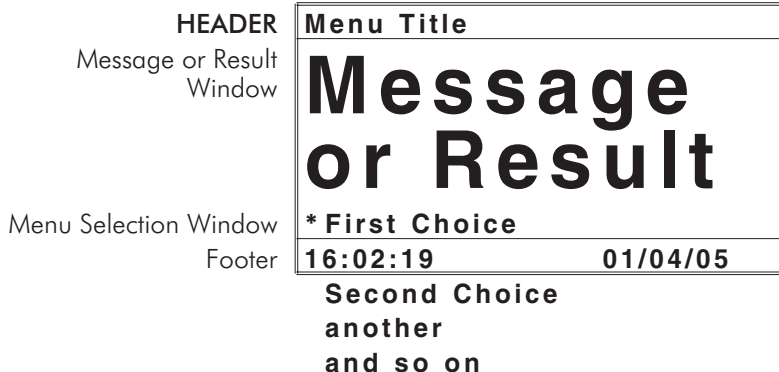 HEADER Menu Title
Message or Result
Window
Message
or Result
Menu Selection Window * First Choice
Footer 16:02:19 01/04/05
Second Choice
another
and so on